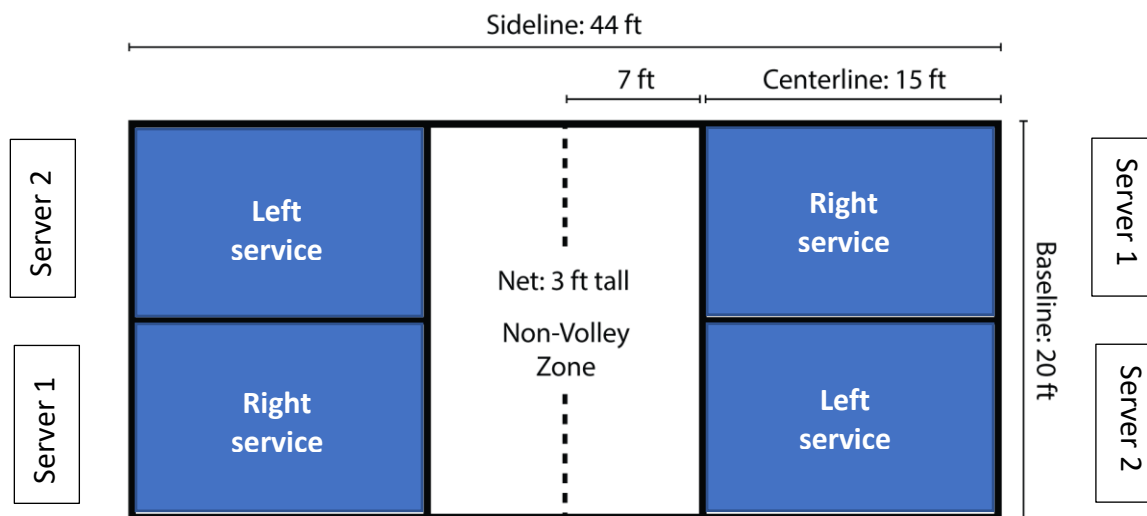 Sideline: 44 ft
7 ft
Centerline: 15 ft
Server 2
Left
service
Right
service
Server 1
Net: 3 ft tall
Baseline: 20 ft
Non-Volley
Zone
Server 1
Right
service
Left
service
Server 2